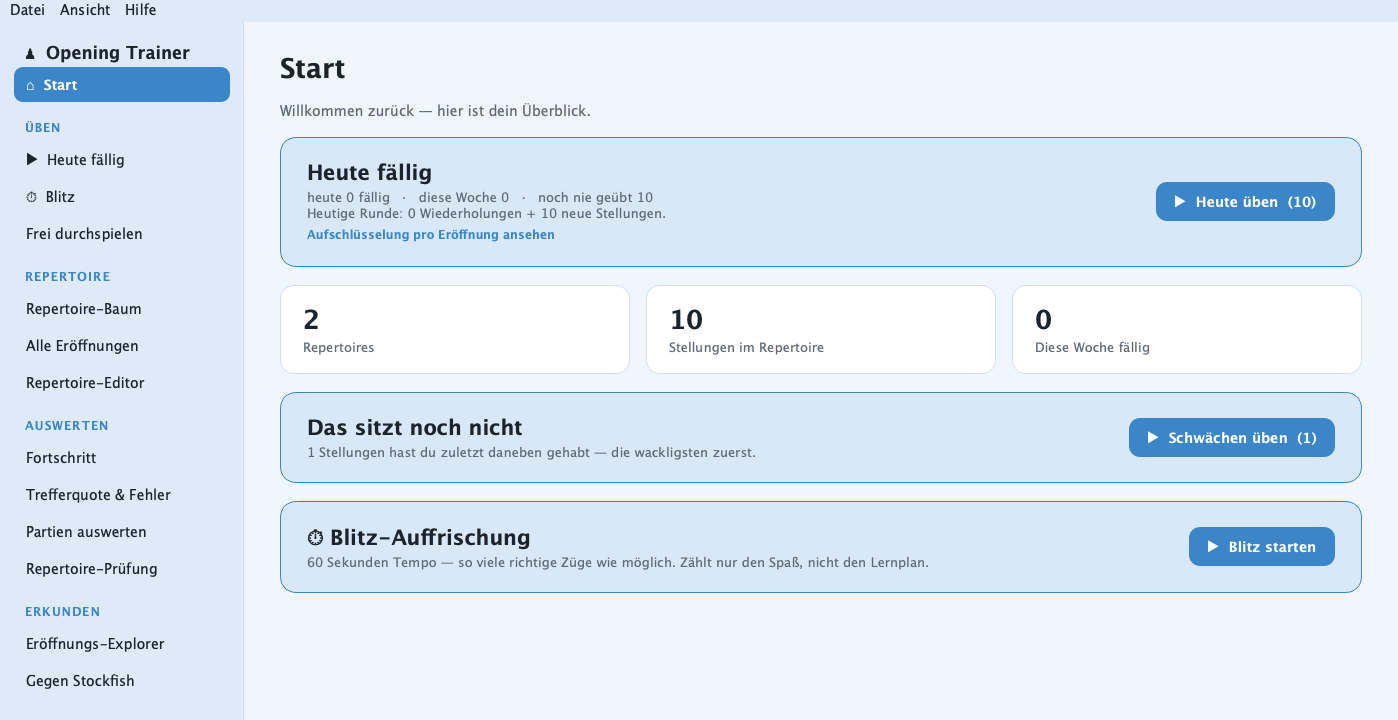 Datei Ansicht Hilfe
Opening Trainer
Start
ÜBEN
Heute fällig
Blitz
Frei durchspielen
REPERTOIRE
Repertoire-Baum
Alle Eröffnungen
Repertoire-Editor
AUSWERTEN
Fortschritt
Trefferquote & Fehler
Partien auswerten
Repertoire-Prüfung
ERKUNDEN
Eröffnungs-Explorer
Gegen Stockfish
Start
Willkommen zurück — hier ist dein Überblick.
Heute fällig
heute 0 fällig · diese Woche 0 · noch nie geübt 10
Heutige Runde: 0 Wiederholungen + 10 neue Stellungen.
Aufschlüsselung pro Eröffnung ansehen
Heute üben (10)
2
Repertoires
10
Stellungen im Repertoire
0
Diese Woche fällig
Das sitzt noch nicht
1 Stellungen hast du zuletzt daneben gehabt — die wackligsten zuerst.
Schwächen üben (1)
Blitz-Auffrischung
60 Sekunden Tempo — so viele richtige Züge wie möglich. Zählt nur den Spaß, nicht den Lernplan.
Blitz starten